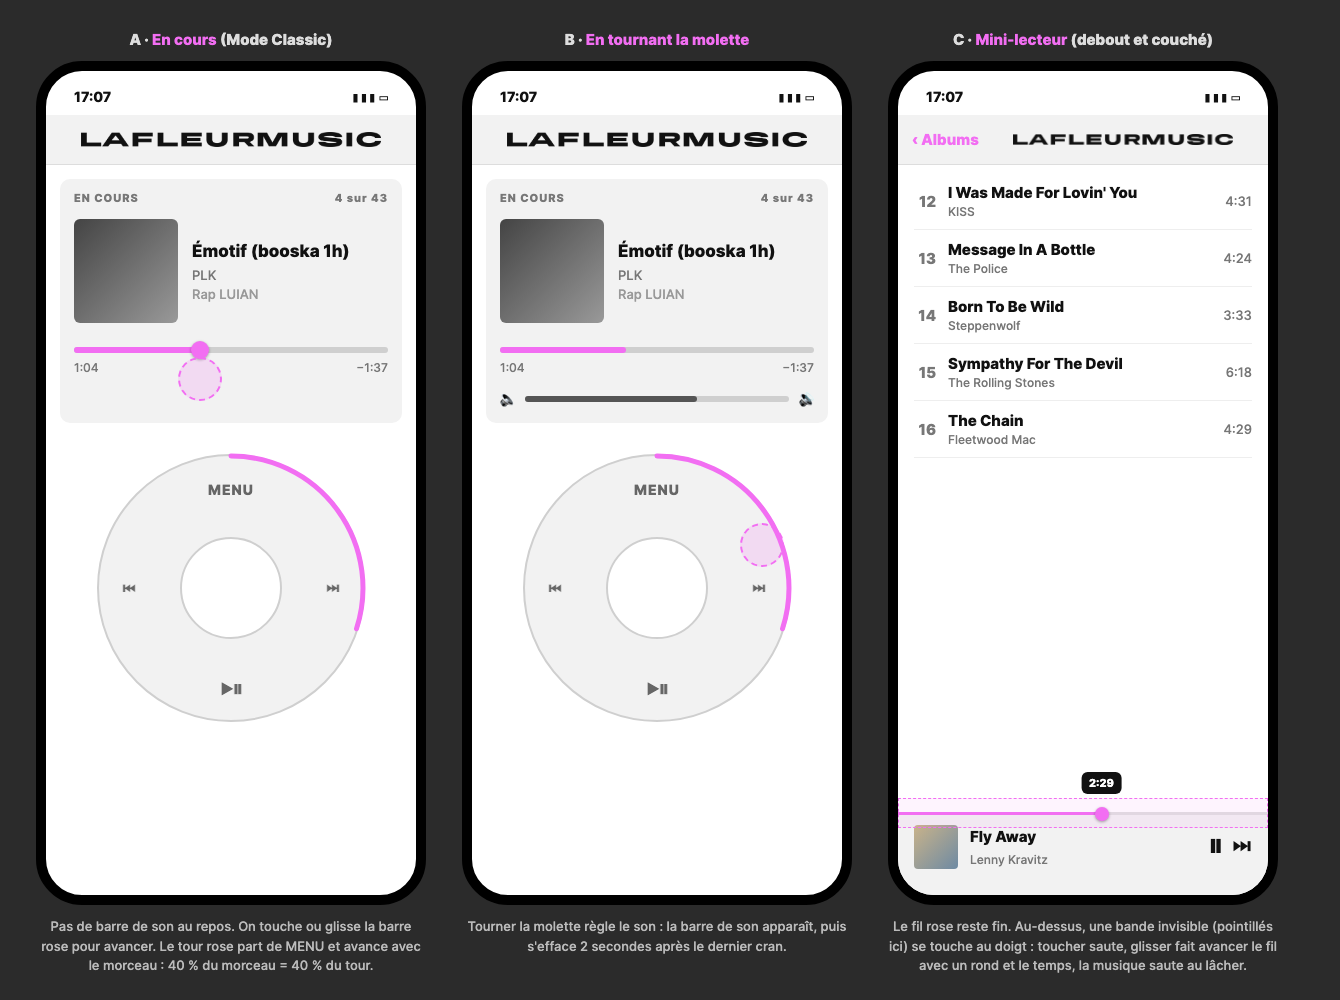 A · En cours (Mode Classic)
17:07
LAFLEURMUSIC
EN COURS
4 sur 43
Émotif (booska 1h)
PLK
Rap LUIAN
1:04
−1:37
MENU
Pas de barre de son au repos. On touche ou glisse la barre
rose pour avancer. Le tour rose part de MENU et avance avec
le morceau : 40 % du morceau = 40 % du tour.
B · En tournant la molette
17:07
LAFLEURMUSIC
EN COURS
4 sur 43
Émotif (booska 1h)
PLK
Rap LUIAN
1:04
−1:37
MENU
Tourner la molette règle le son : la barre de son apparaît, puis
s'efface 2 secondes après le dernier cran.
C · Mini-lecteur (debout et couché)
17:07
‹ Albums
LAFLEURMUSIC
12
I Was Made For Lovin' You
KISS
4:31
13
Message In A Bottle
The Police
4:24
14
Born To Be Wild
Steppenwolf
3:33
15
Sympathy For The Devil
The Rolling Stones
6:18
16
The Chain
Fleetwood Mac
4:29
2:29
Fly Away
Lenny Kravitz
Le fil rose reste fin. Au-dessus, une bande invisible (pointillés
ici) se touche au doigt : toucher saute, glisser fait avancer le fil
avec un rond et le temps, la musique saute au lâcher.